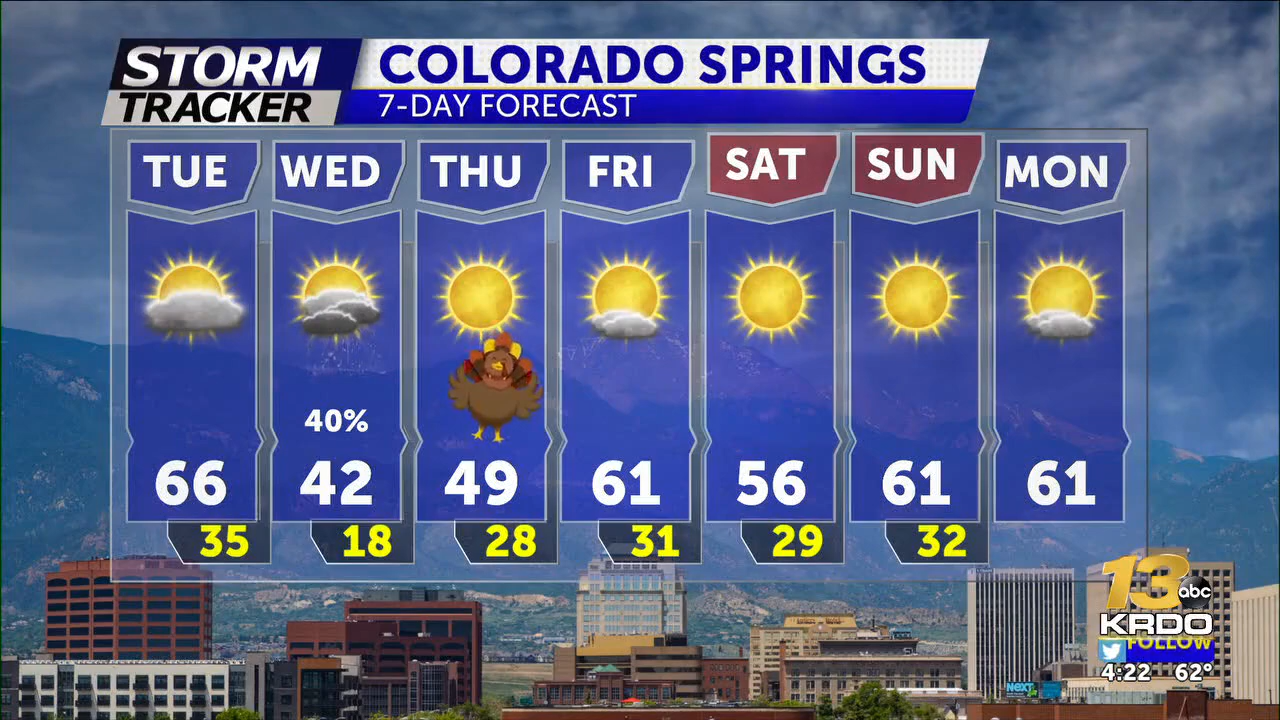 STORM
TRACKER
COLORADO SPRINGS
7-DAY FORECAST
TUE WED THU FRI SAT SUN MON
40%
66 42 49 61 56 61 61
35 18 28 31 29 32
13 abc
KRDO
FOLLOW
4:22 62°
NEXT